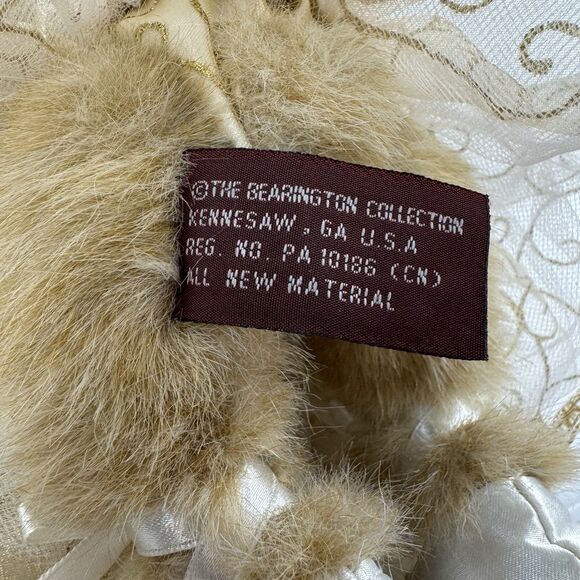 ©THE BEARINGTON COLLECTION
KENNESAW, GA U.S.A
REG. NO. PA 10186 (CN)
ALL NEW MATERIAL